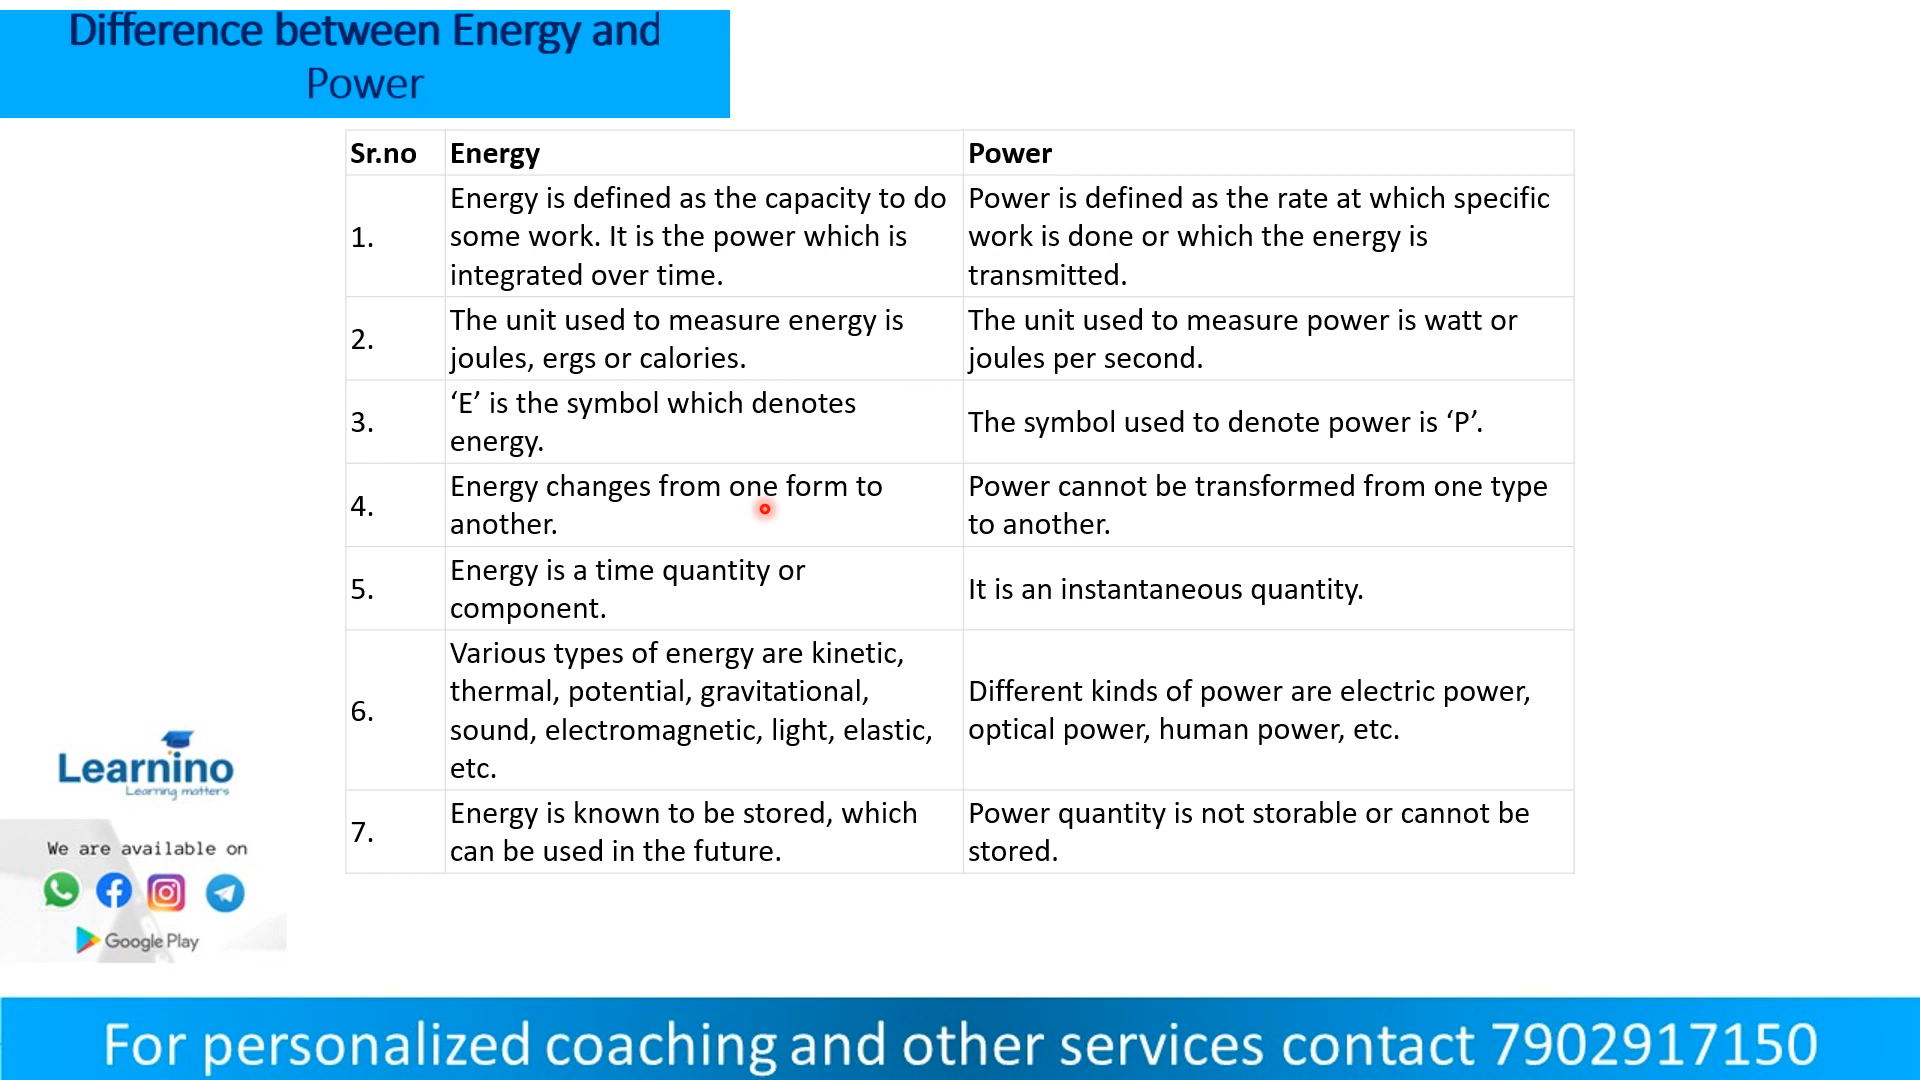 Difference between Energy and
Power
Sr.no Energy Power
1. Energy is defined as the capacity to do
some work. It is the power which is
integrated over time.
Power is defined as the rate at which specific
work is done or which the energy is
transmitted.
2. The unit used to measure energy is
joules, ergs or calories.
The unit used to measure power is watt or
joules per second.
3. ‘E’ is the symbol which denotes
energy.
The symbol used to denote power is ‘P’.
4. Energy changes from one form to
another.
Power cannot be transformed from one type
to another.
5. Energy is a time quantity or
component.
It is an instantaneous quantity.
6. Various types of energy are kinetic,
thermal, potential, gravitational,
sound, electromagnetic, light, elastic,
etc.
Different kinds of power are electric power,
optical power, human power, etc.
7. Energy is known to be stored, which
can be used in the future.
Power quantity is not storable or cannot be
stored.
Learnino
Learning matters
We are available on
Google Play
For personalized coaching and other services contact 7902917150